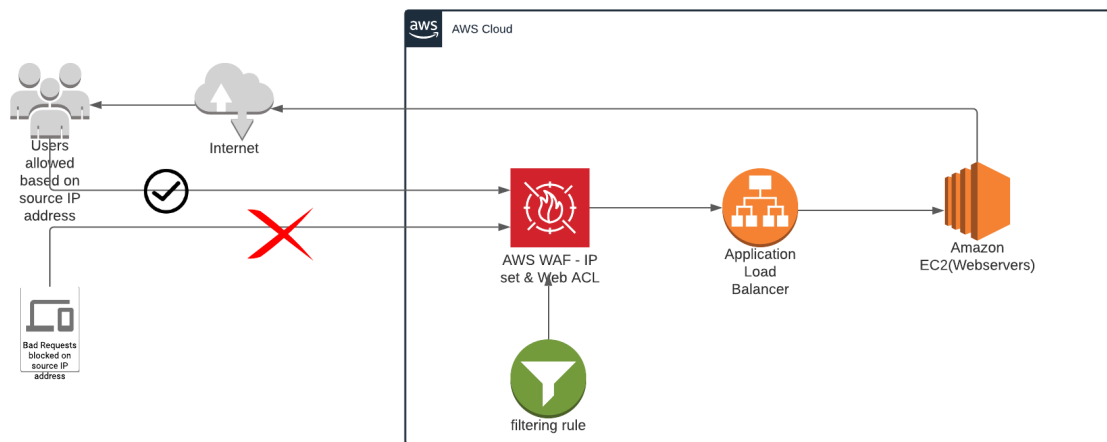 aws
AWS Cloud
Users
allowed
based on
source IP
address
Internet
AWS WAF - IP
set & Web ACL
Application
Load
Balancer
Amazon
EC2(Webservers)
Bad Requests
blocked on
source IP
address
filtering rule